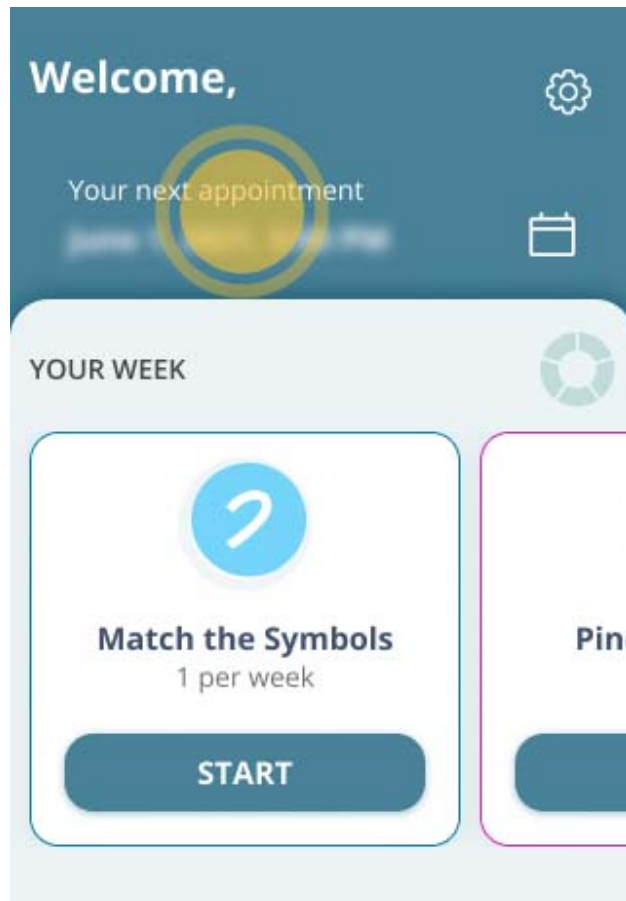 Welcome,
Your next appointment
YOUR WEEK
Match the Symbols
1 per week
START
Pin